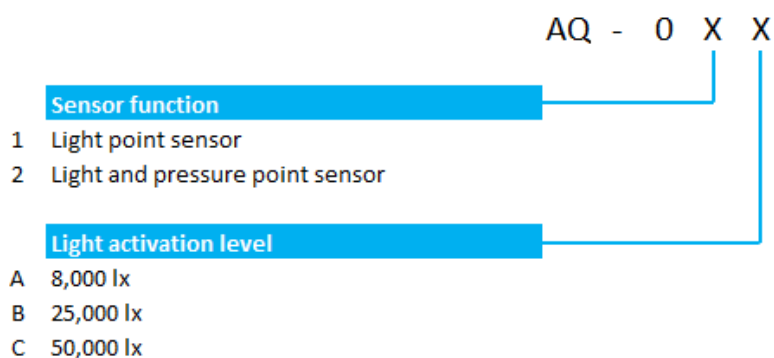 AQ - 0 X X
Sensor function
1 Light point sensor
2 Light and pressure point sensor
Light activation level
A 8,000 lx
B 25,000 lx
C 50,000 lx